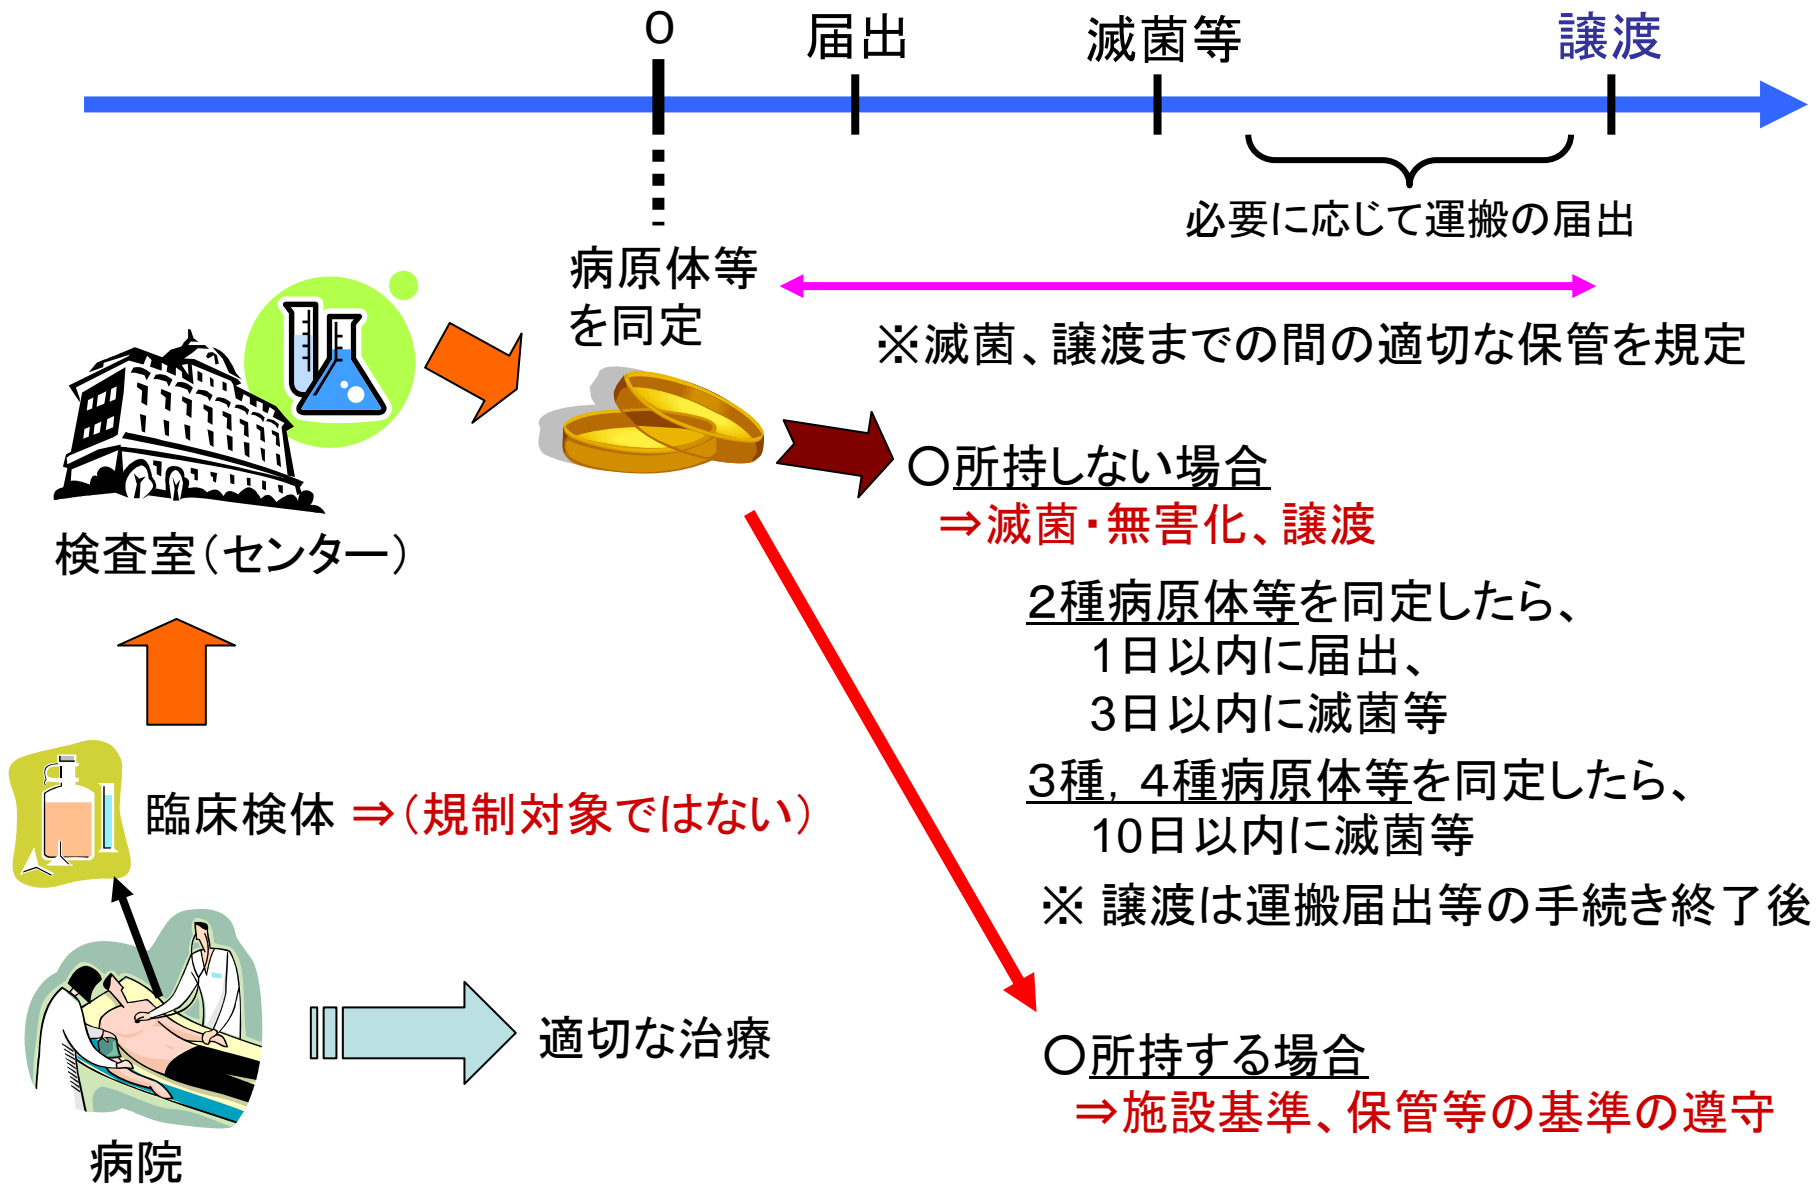 0
届出
滅菌等
譲渡
必要に応じて運搬の届出
病原体等
を同定
※滅菌、譲渡までの間の適切な保管を規定
○所持しない場合
⇒滅菌・無害化、譲渡
検査室（センター）
２種病原体等を同定したら、
1日以内に届出、
3日以内に滅菌等
３種，４種病原体等を同定したら、
10日以内に滅菌等
※ 譲渡は運搬届出等の手続き終了後
臨床検体 ⇒（規制対象ではない）
適切な治療
○所持する場合
⇒施設基準、保管等の基準の遵守
病院